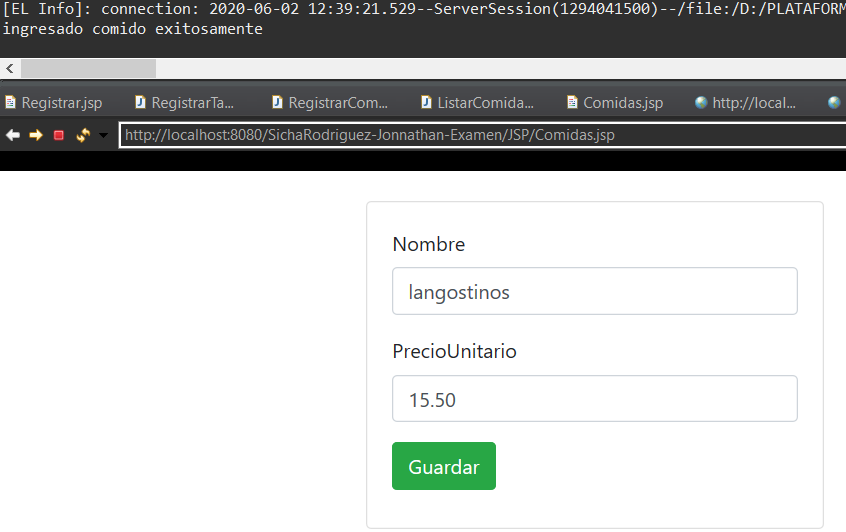 [EL Info]: connection: 2020-06-02 12:39:21.529--ServerSession(1294041500)--/file:/D:/PLATAFORM
ingresado comido exitosamente
Registrar.jsp RegistrarTa... RegistrarCom... ListarComida... Comidas.jsp http://local...
http://localhost:8080/SichaRodriguez-Jonnathan-Examen/JSP/Comidas.jsp
Nombre
langostinos
PrecioUnitario
15.50
Guardar